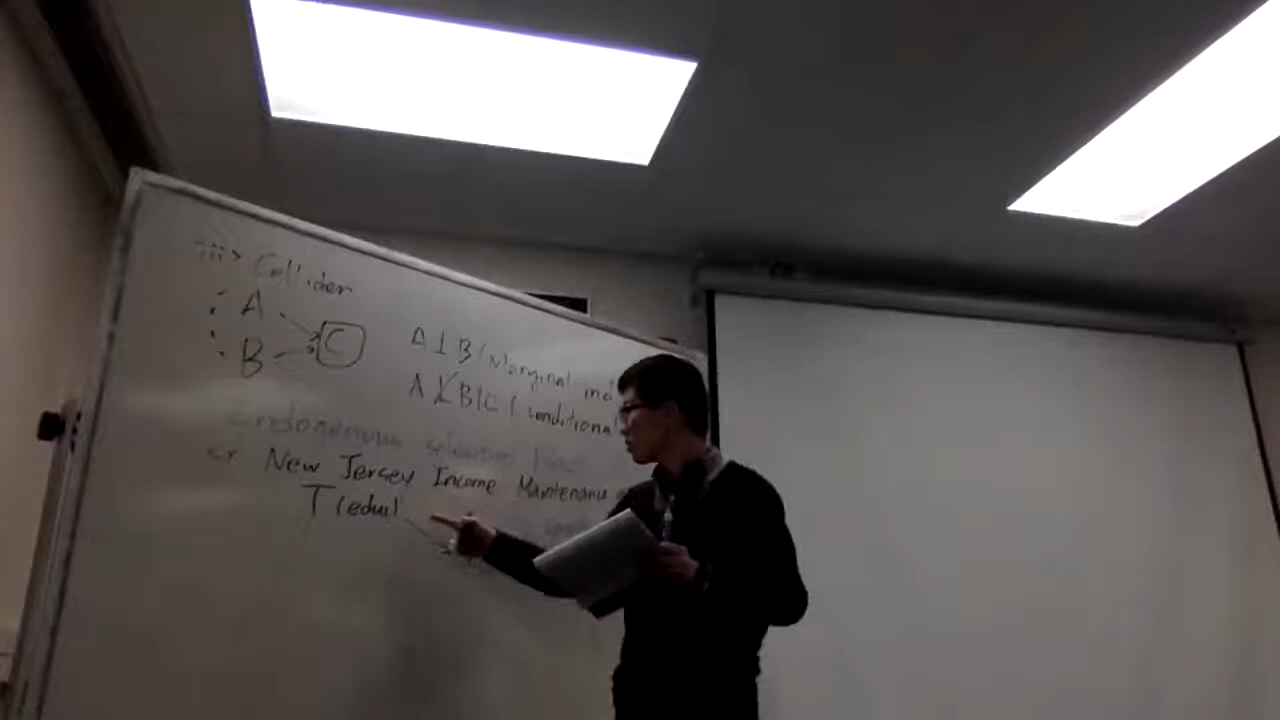 iii> Collider
A
C
B
A ⊥ B (Marginal ind
A ⊥̸ B|C (conditional
Endogenous selection bias
ex New Jersey Income Maintenance
T(edu)